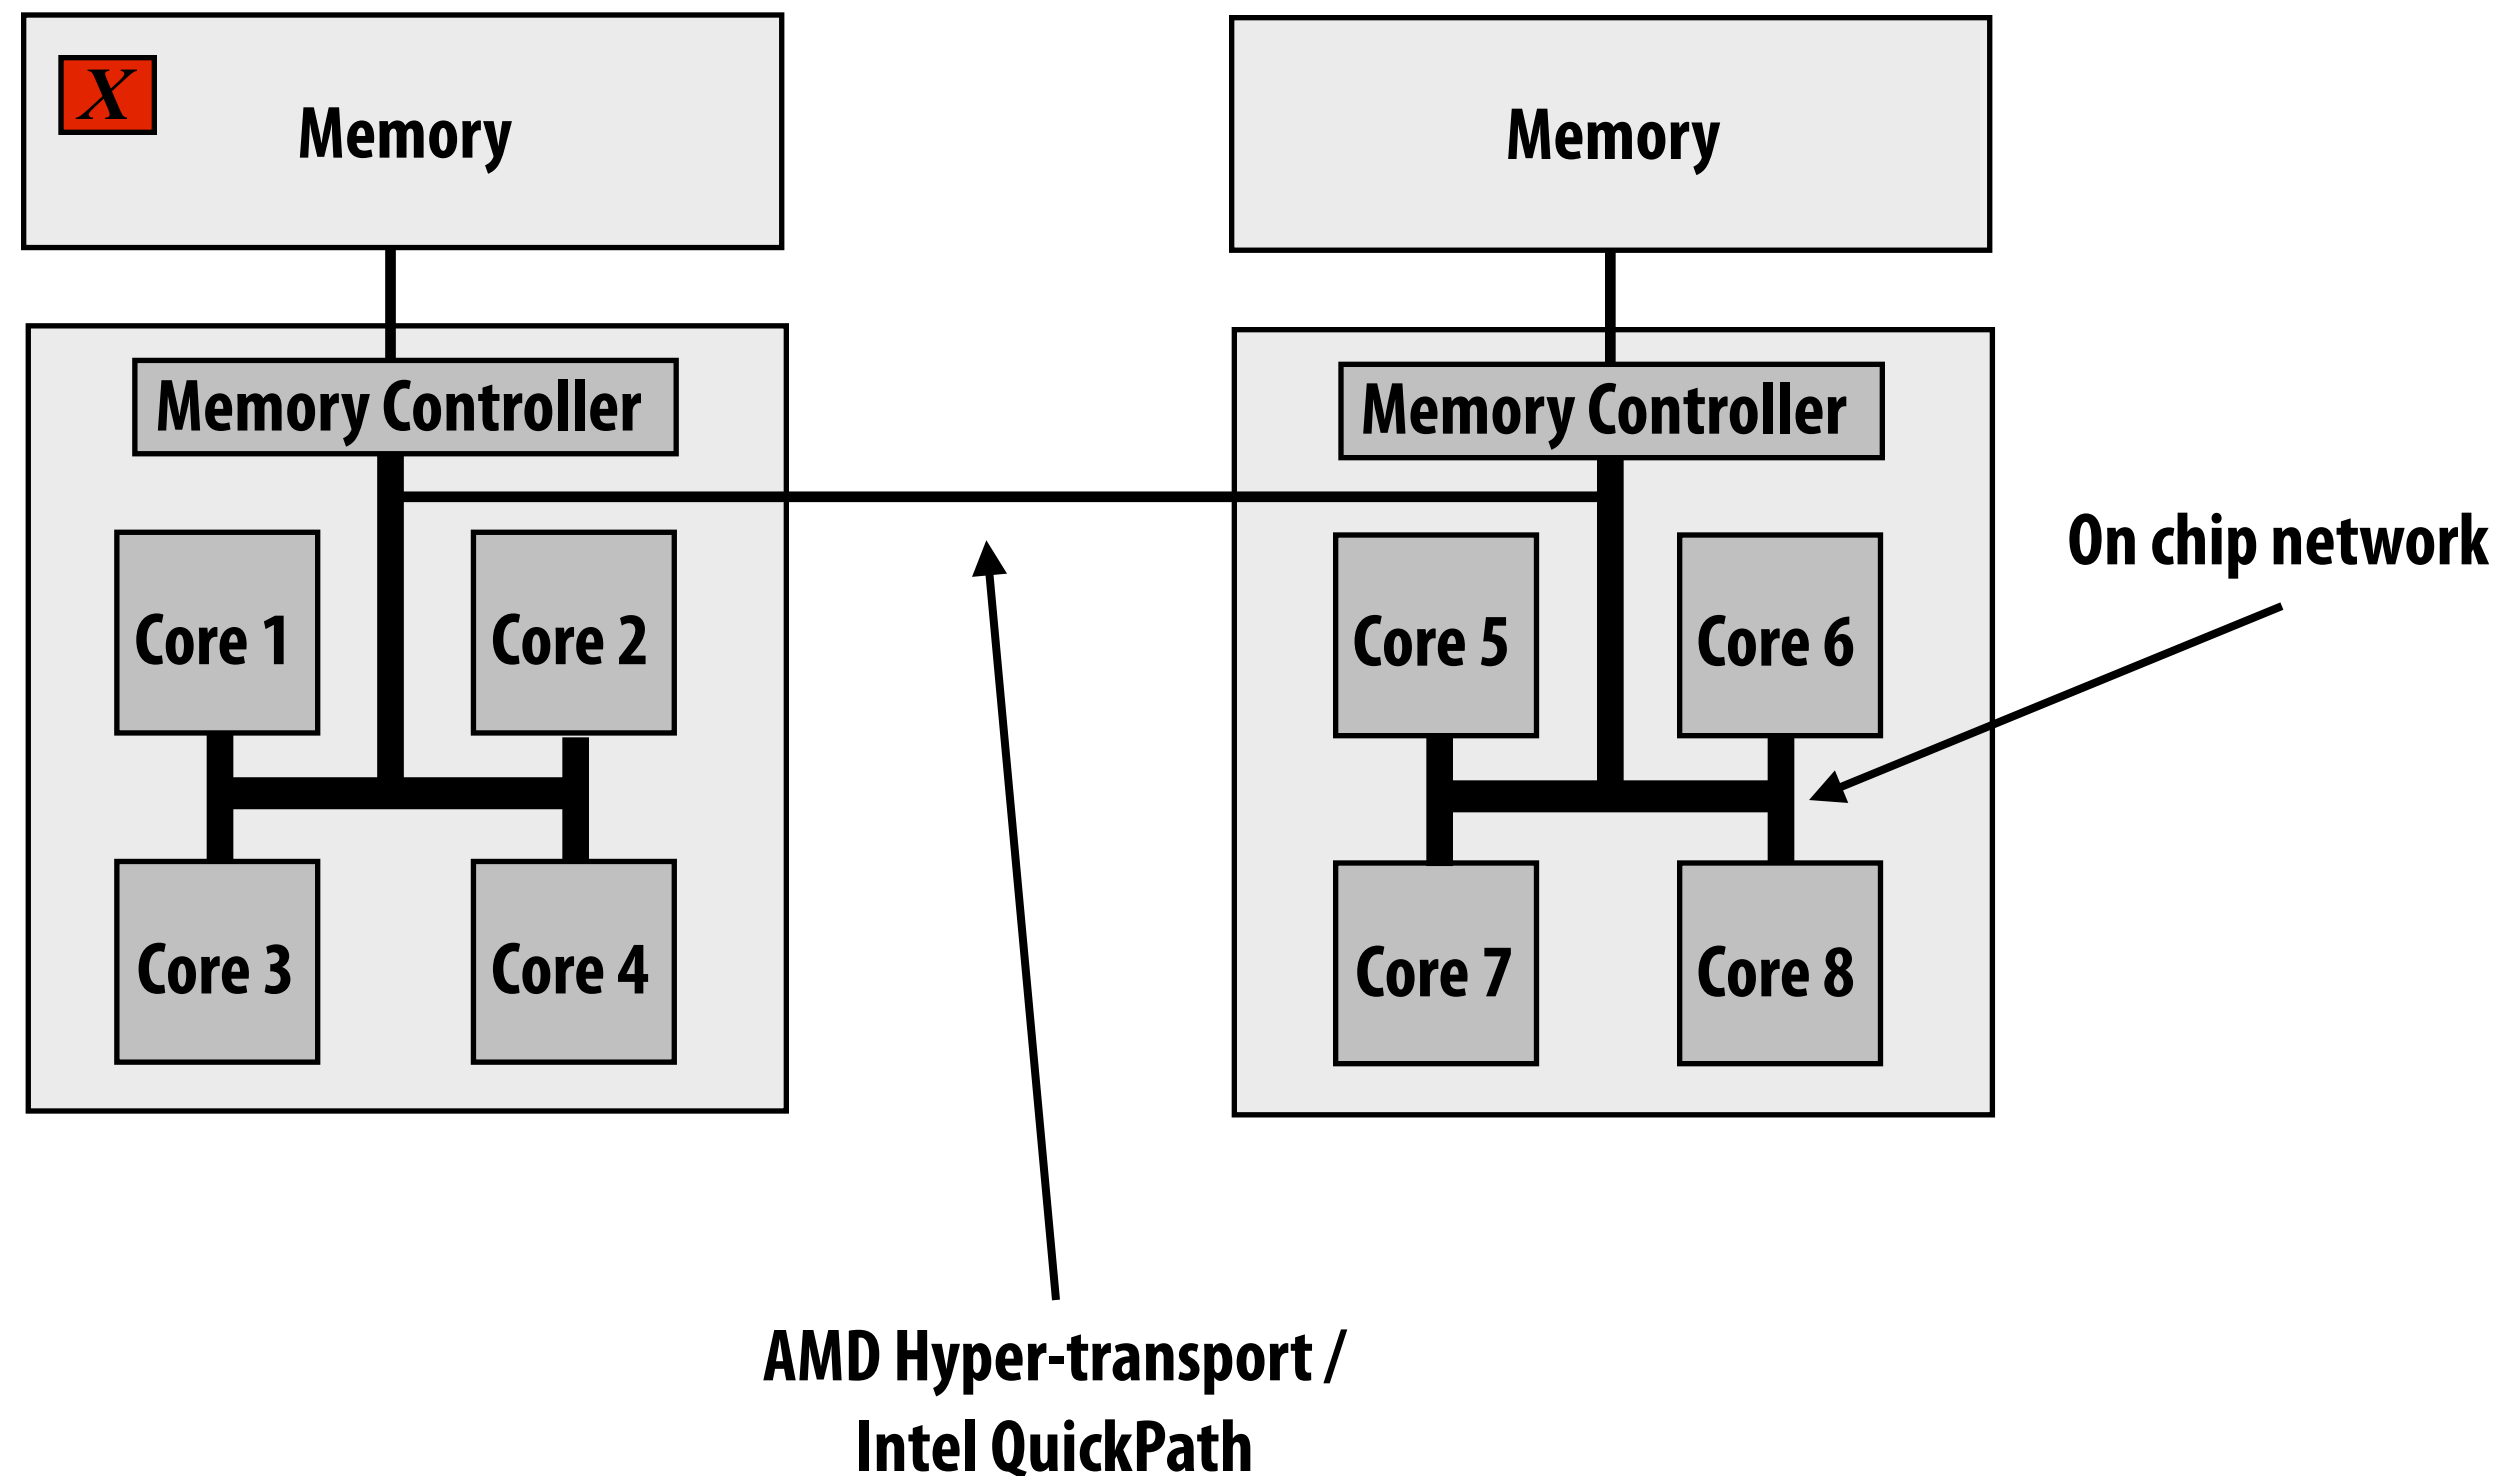 X
Memory
Memory
Memory Controller
Memory Controller
On chip network
Core 1
Core 2
Core 5
Core 6
Core 3
Core 4
Core 7
Core 8
AMD Hyper-transport /
Intel QuickPath